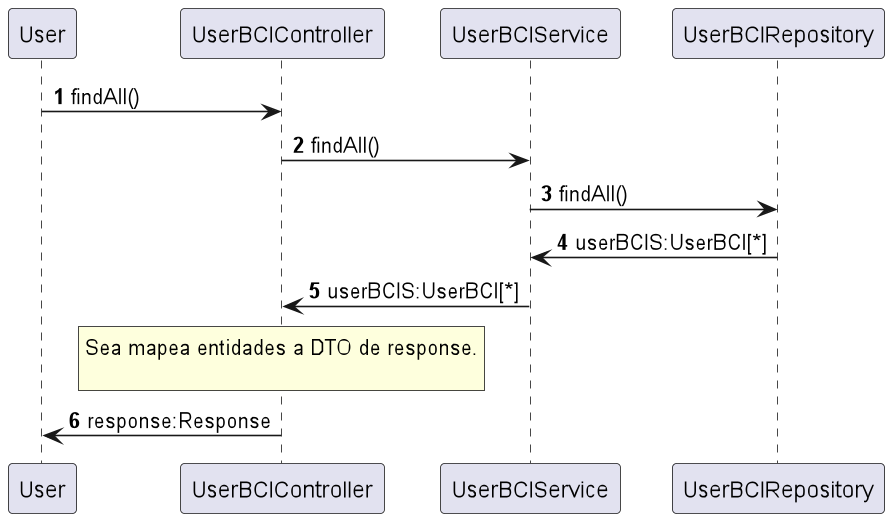 User UserBCIController UserBCIService UserBCIRepository
1 findAll()
2 findAll()
3 findAll()
4 userBCIS:UserBCI[*]
5 userBCIS:UserBCI[*]
Sea mapea entidades a DTO de response.
6 response:Response
User UserBCIController UserBCIService UserBCIRepository